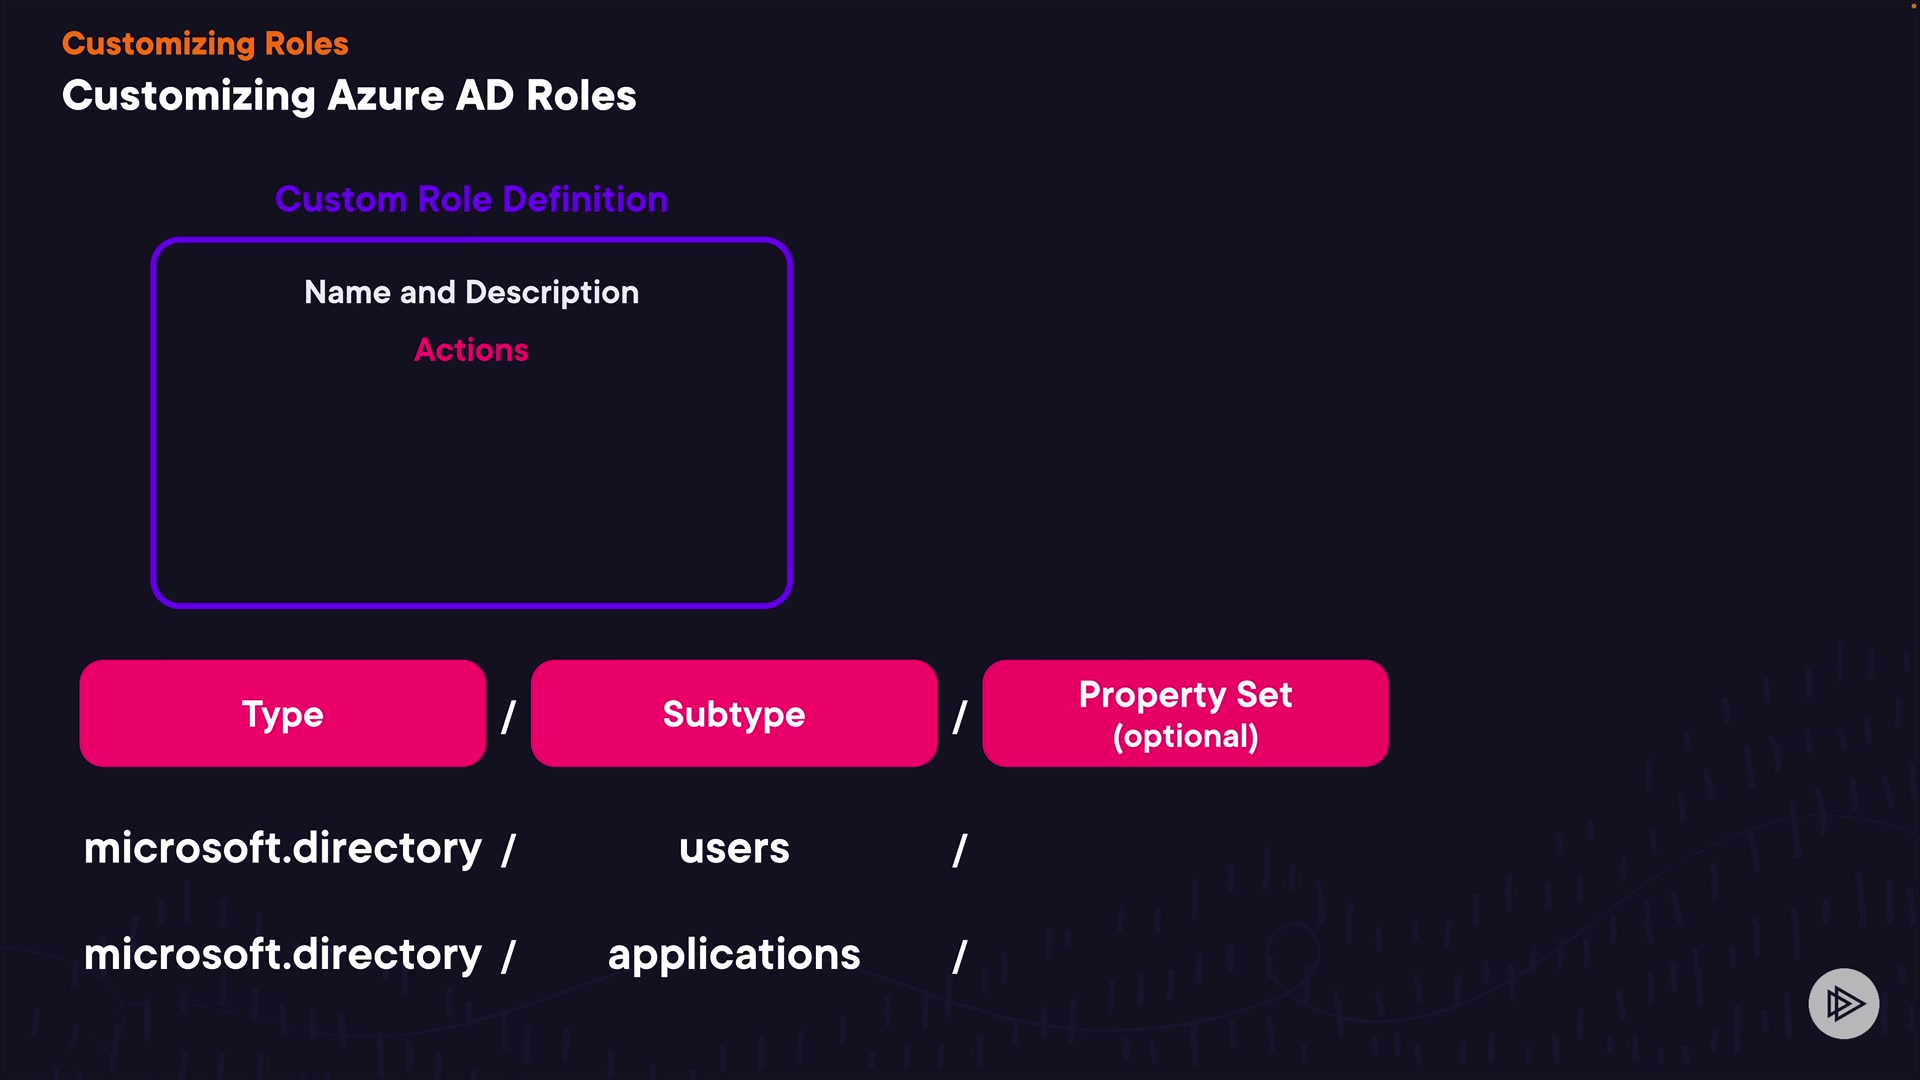 Customizing Roles
Customizing Azure AD Roles
Custom Role Definition
Name and Description
Actions
Type / Subtype / Property Set
(optional)
microsoft.directory / users /
microsoft.directory / applications /